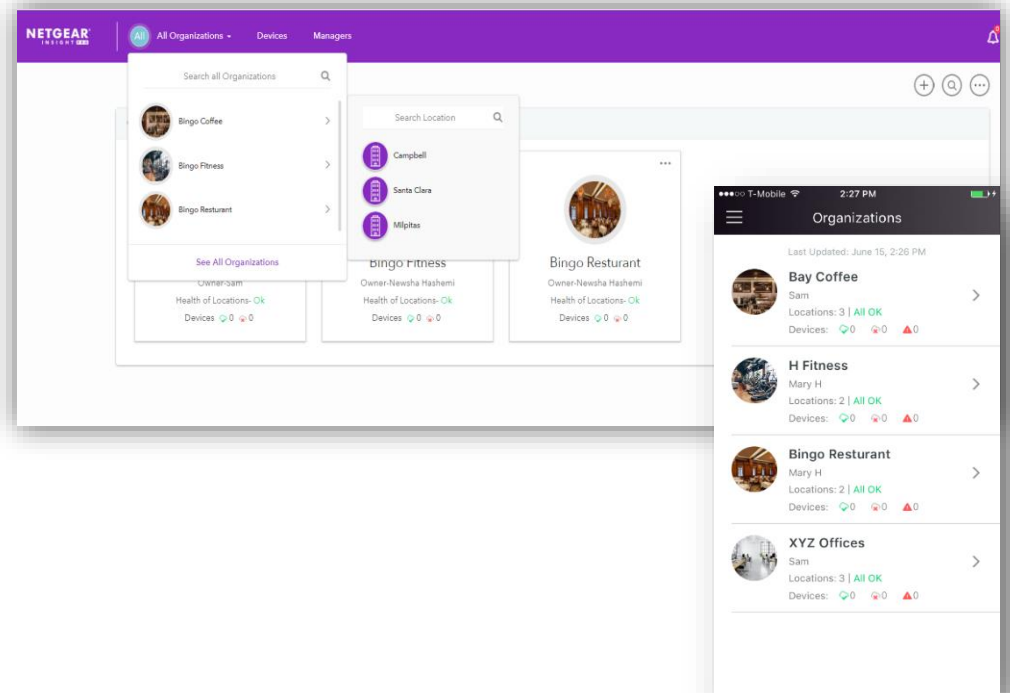 NETGEAR
INSIGHT PRO
All
All Organizations
Devices
Managers
Search all Organizations
Bingo Coffee
Bingo Fitness
Bingo Resturant
See All Organizations
Search Location
Campbell
Santa Clara
Milpitas
Owner-Sam
Health of Locations- Ok
Devices 0 0
Bingo Fitness
Owner-Newsha Hashemi
Health of Locations- Ok
Devices 0 0
Bingo Resturant
Owner-Newsha Hashemi
Health of Locations- Ok
Devices 0 0
T-Mobile 2:27 PM
Organizations
Last Updated: June 15, 2:26 PM
Bay Coffee
Sam
Locations: 3 | All OK
Devices: 0 0 0
H Fitness
Mary H
Locations: 2 | All OK
Devices: 0 0 0
Bingo Resturant
Mary H
Locations: 2 | All OK
Devices: 0 0 0
XYZ Offices
Sam
Locations: 3 | All OK
Devices: 0 0 0